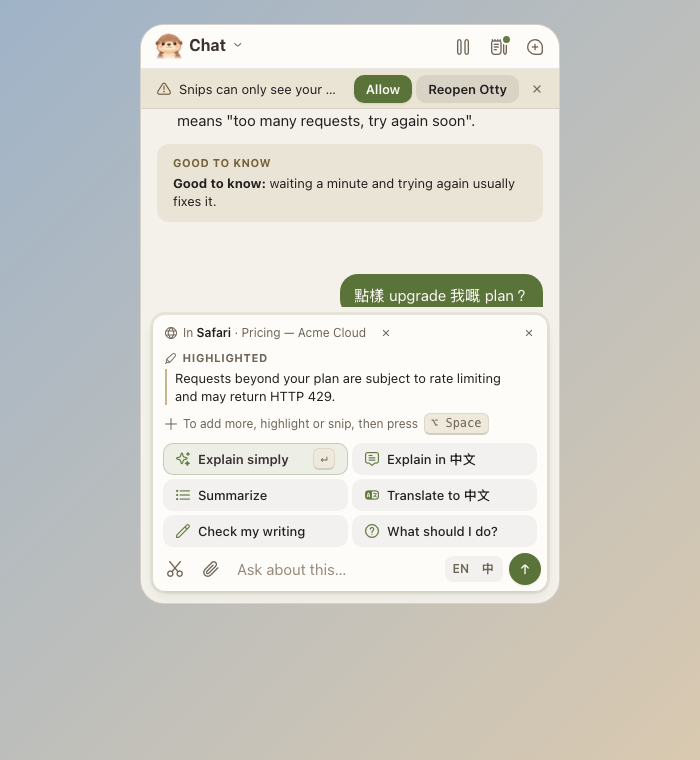 Chat
Snips can only see your ...
Allow
Reopen Otty
means "too many requests, try again soon".
GOOD TO KNOW
Good to know: waiting a minute and trying again usually
fixes it.
點樣 upgrade 我嘅 plan？
In Safari · Pricing — Acme Cloud
HIGHLIGHTED
Requests beyond your plan are subject to rate limiting
and may return HTTP 429.
To add more, highlight or snip, then press ⌥ Space
Explain simply
Explain in 中文
Summarize
Translate to 中文
Check my writing
What should I do?
Ask about this...
EN 中